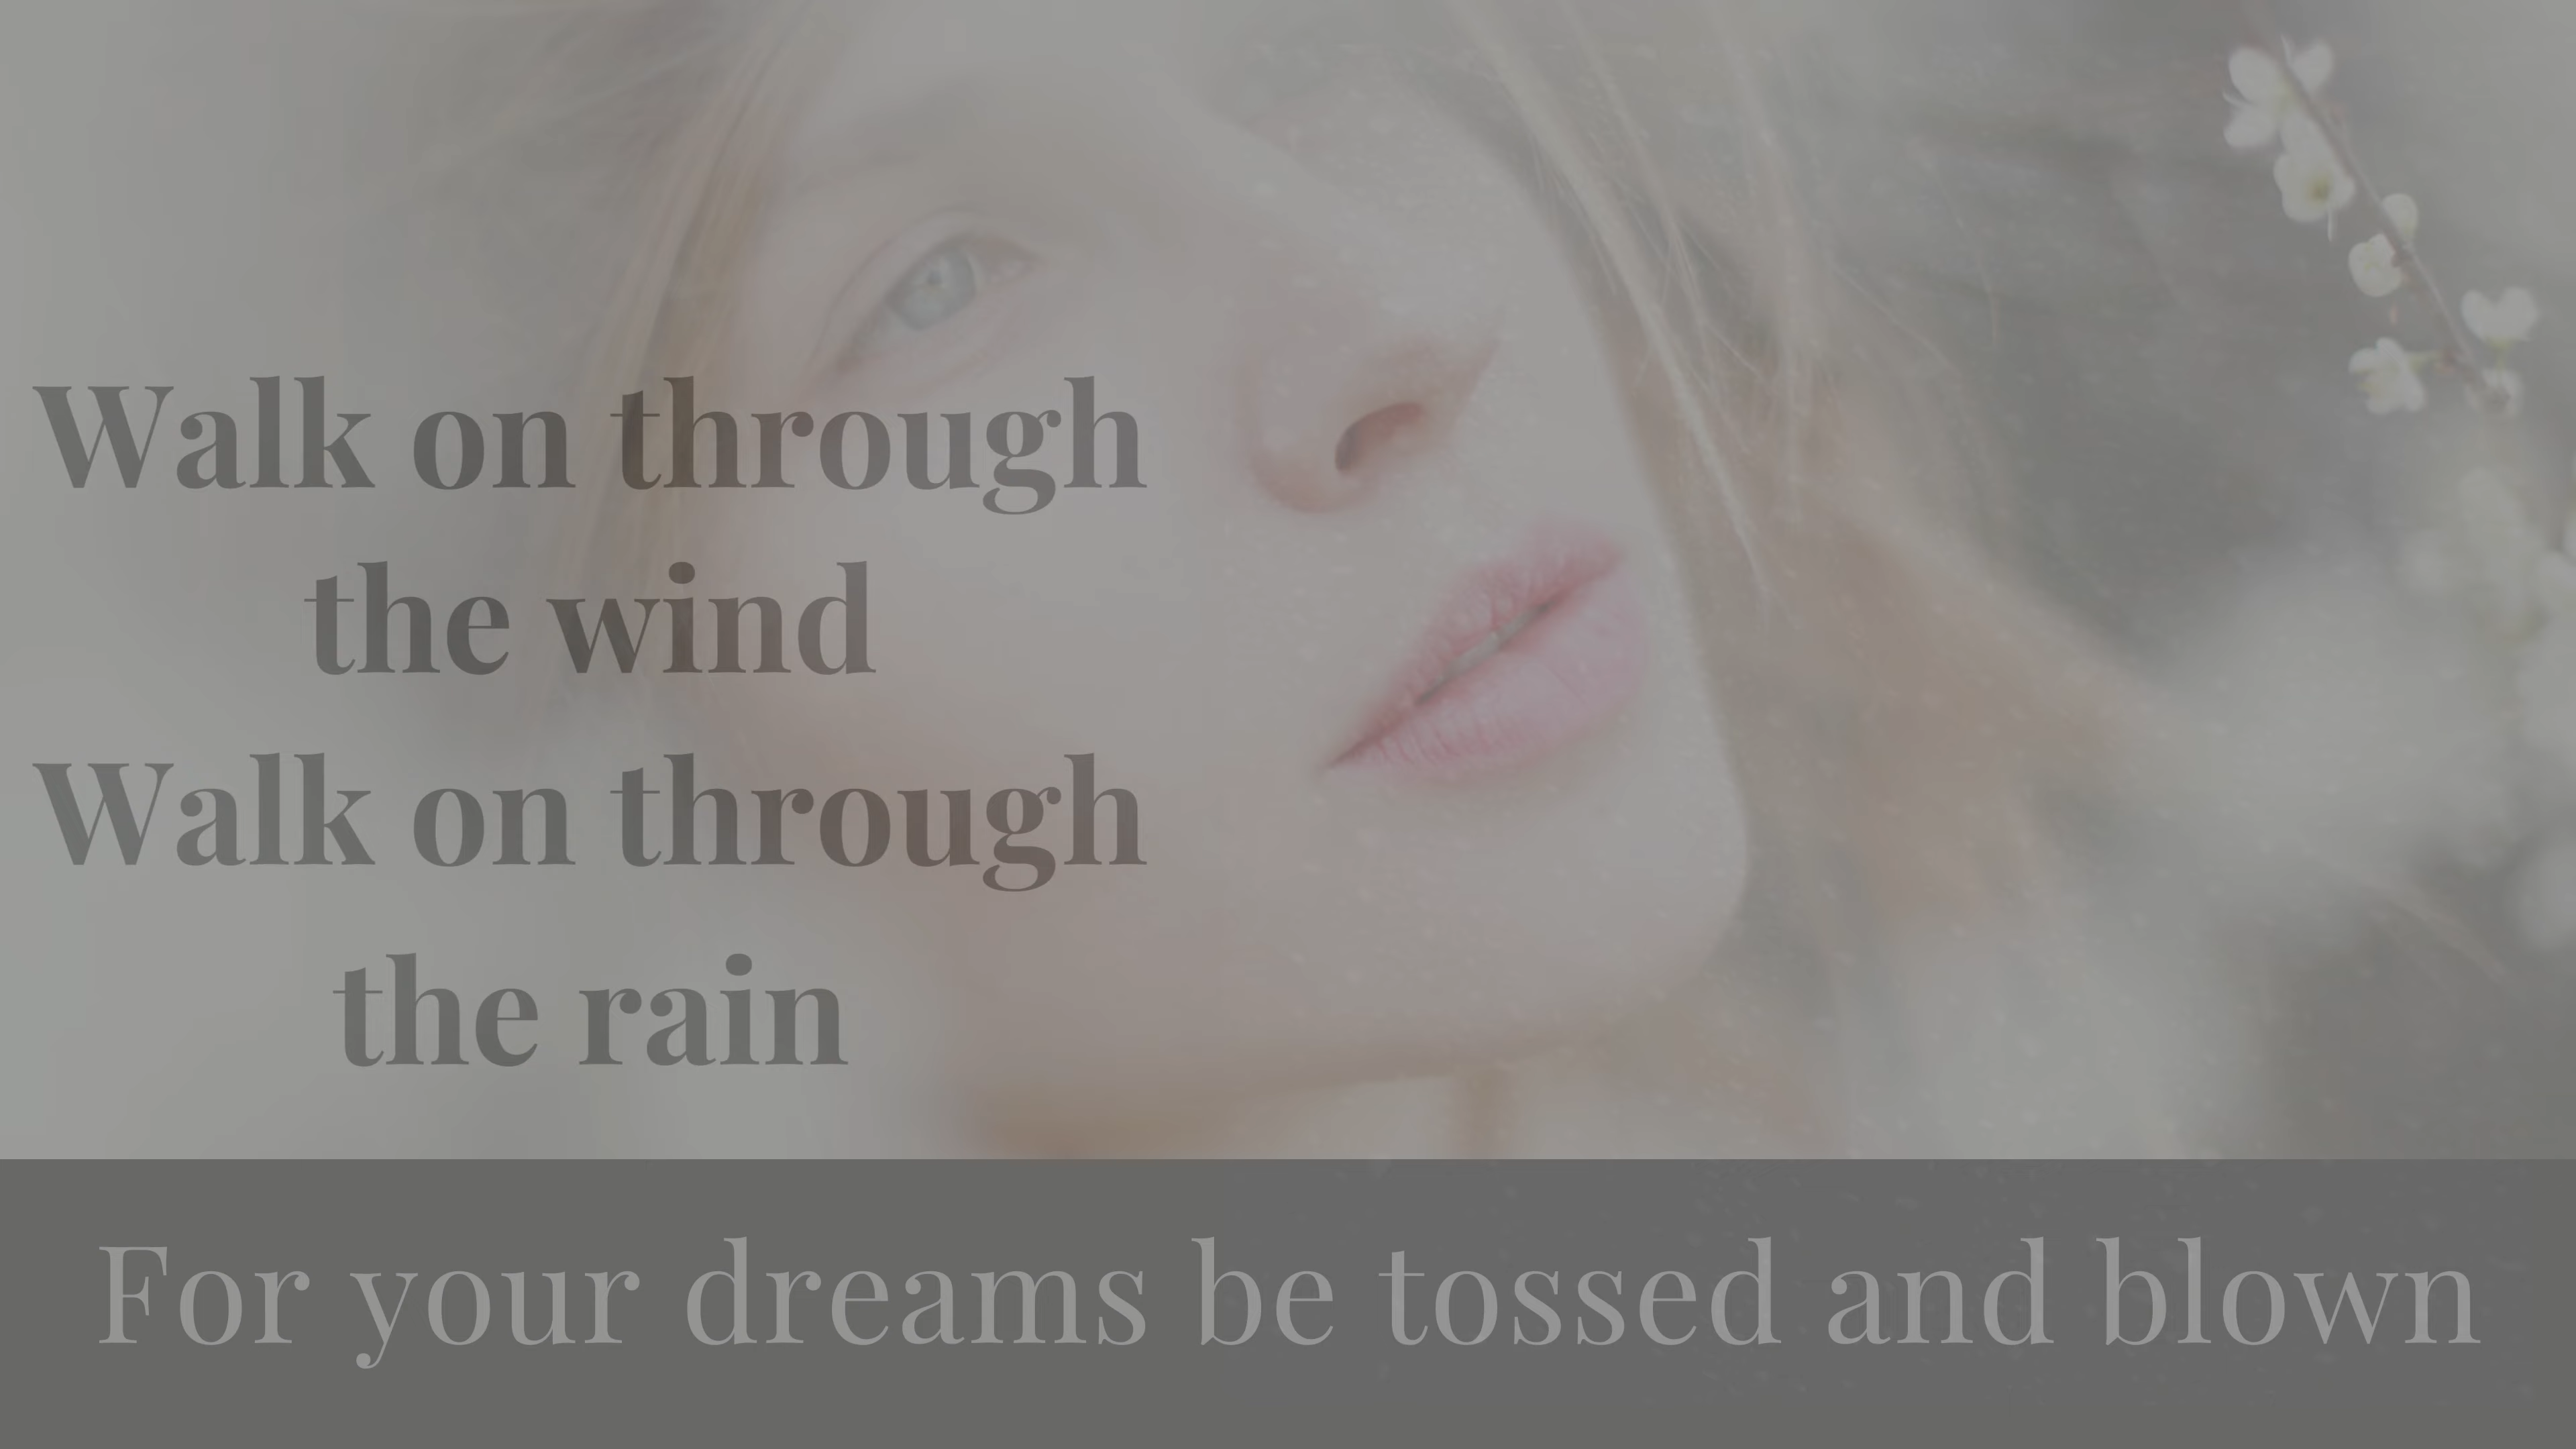 Walk on through
the wind
Walk on through
the rain
For your dreams be tossed and blown